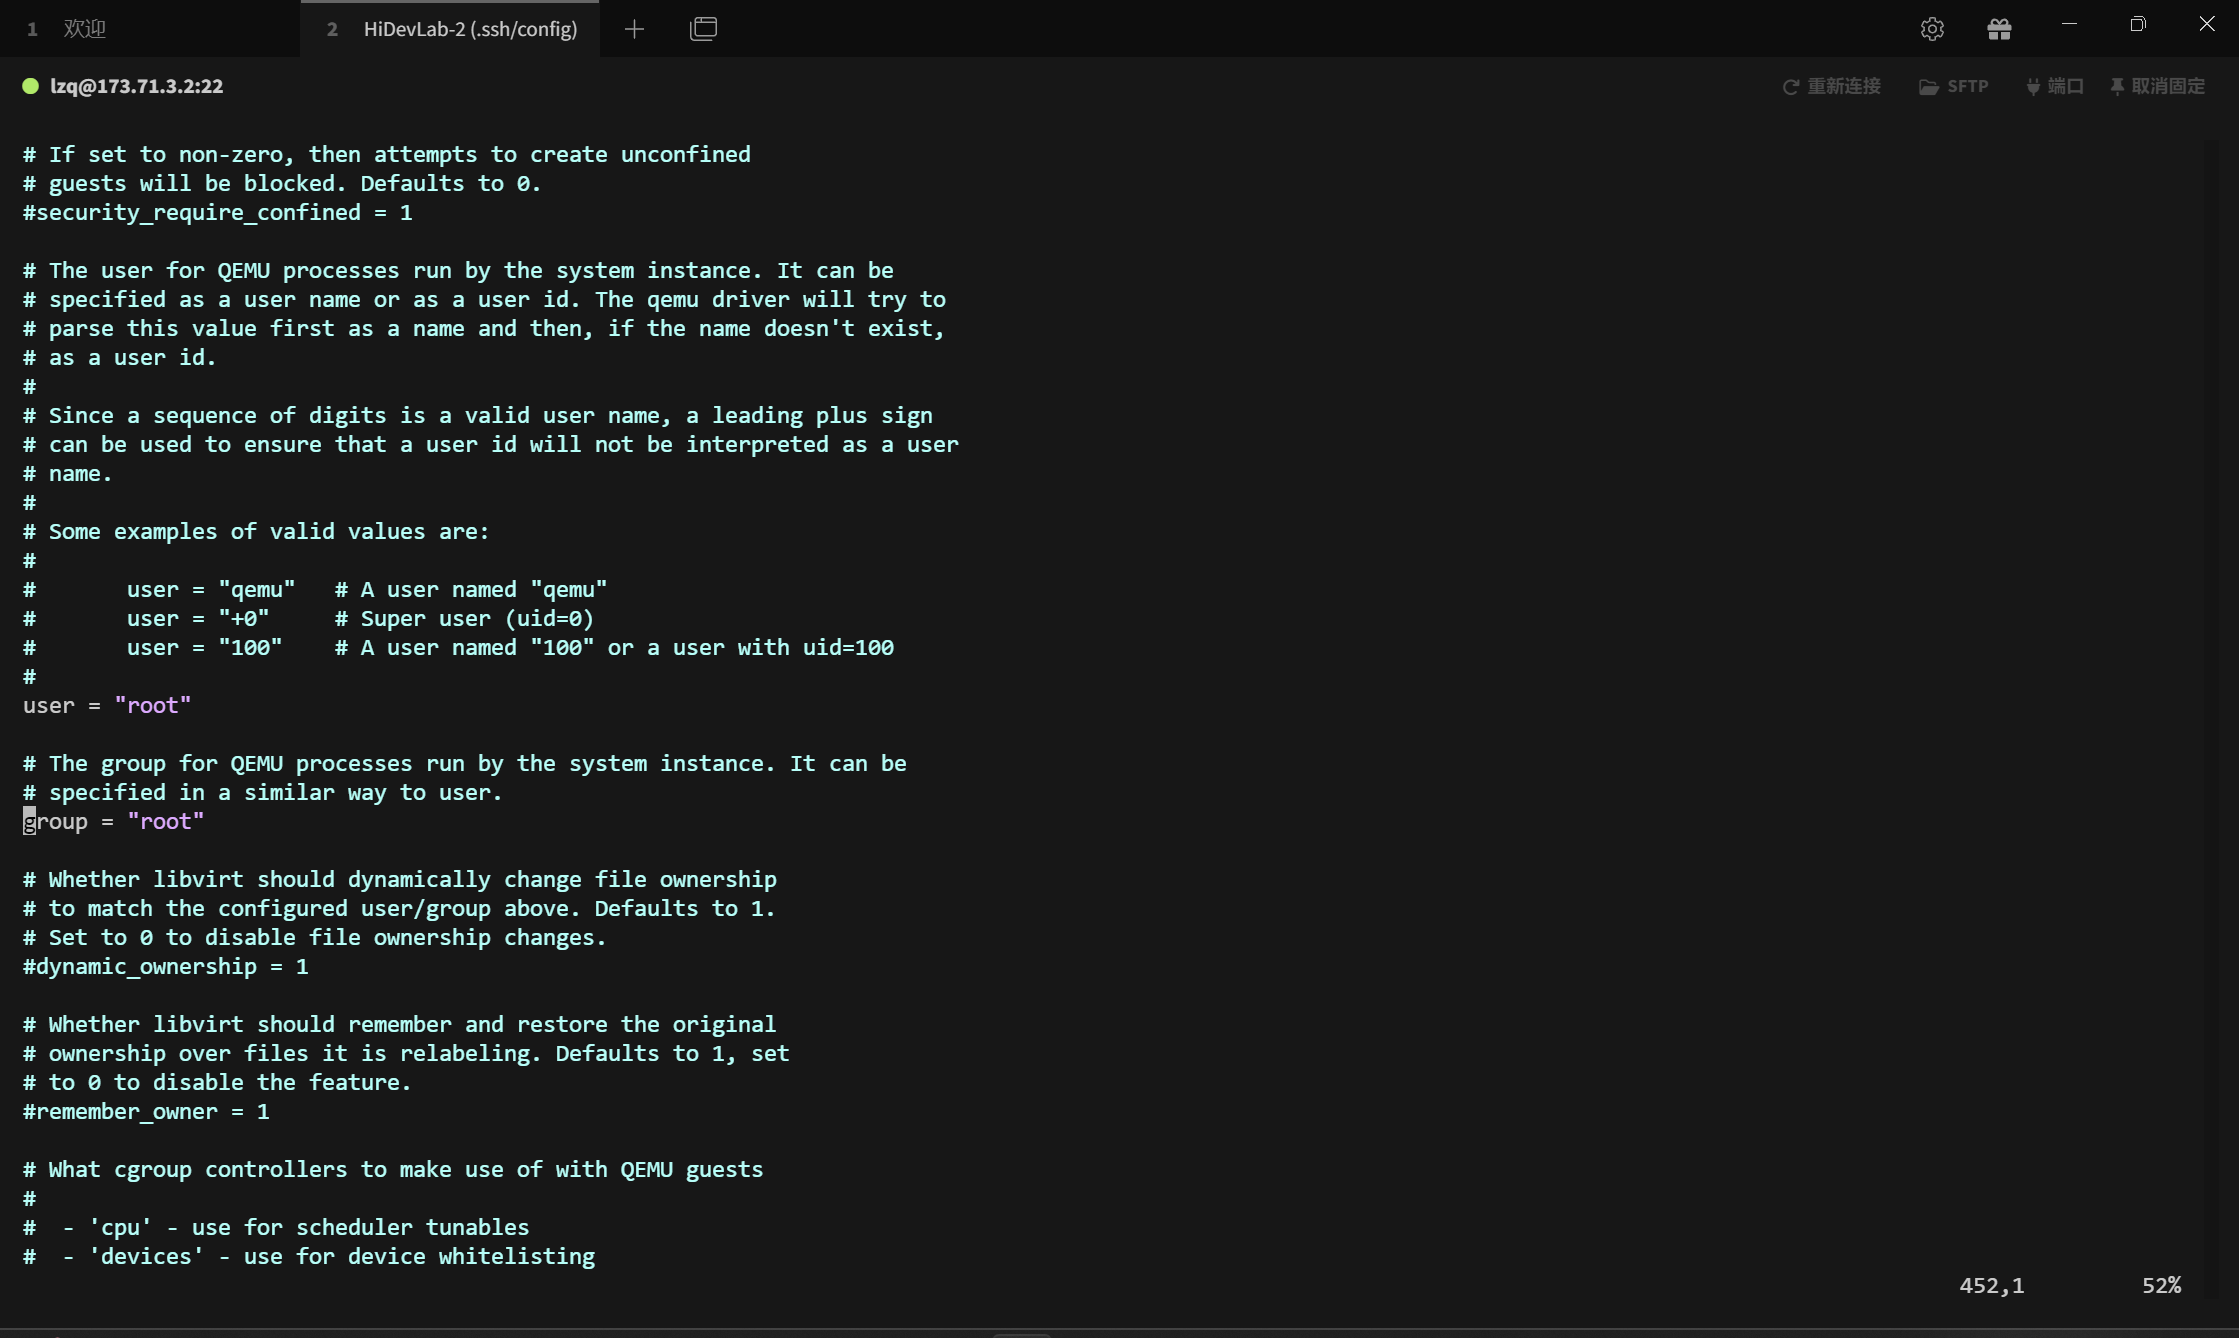 1 欢迎
2 HiDevLab-2 (.ssh/config)
lzq@173.71.3.2:22
重新连接 SFTP 端口 取消固定
# If set to non-zero, then attempts to create unconfined
# guests will be blocked. Defaults to 0.
#security_require_confined = 1
# The user for QEMU processes run by the system instance. It can be
# specified as a user name or as a user id. The qemu driver will try to
# parse this value first as a name and then, if the name doesn't exist,
# as a user id.
#
# Since a sequence of digits is a valid user name, a leading plus sign
# can be used to ensure that a user id will not be interpreted as a user
# name.
#
# Some examples of valid values are:
#
#       user = "qemu"   # A user named "qemu"
#       user = "+0"     # Super user (uid=0)
#       user = "100"    # A user named "100" or a user with uid=100
#
user = "root"
# The group for QEMU processes run by the system instance. It can be
# specified in a similar way to user.
group = "root"
# Whether libvirt should dynamically change file ownership
# to match the configured user/group above. Defaults to 1.
# Set to 0 to disable file ownership changes.
#dynamic_ownership = 1
# Whether libvirt should remember and restore the original
# ownership over files it is relabeling. Defaults to 1, set
# to 0 to disable the feature.
#remember_owner = 1
# What cgroup controllers to make use of with QEMU guests
#
#  - 'cpu' - use for scheduler tunables
#  - 'devices' - use for device whitelisting
452,1 52%